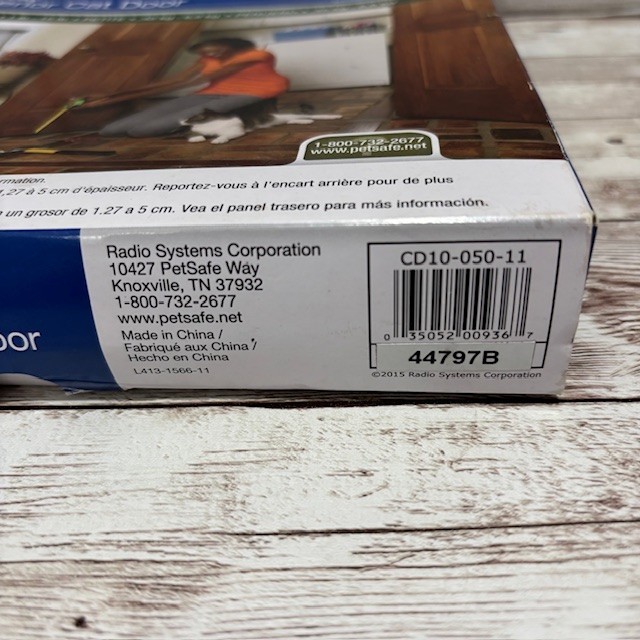 Cat Door
1-800-732-2677
www.petsafe.net
1,27 à 5 cm d'épaisseur. Reportez-vous à l'encart arrière pour de plus
un grosor de 1.27 a 5 cm. Vea el panel trasero para más información.
Radio Systems Corporation
10427 PetSafe Way
Knoxville, TN 37932
1-800-732-2677
www.petsafe.net
Made in China /
Fabriqué aux China /
Hecho en China
L413-1566-11
CD10-050-11
0 35052 00936 7
44797B
©2015 Radio Systems Corporation